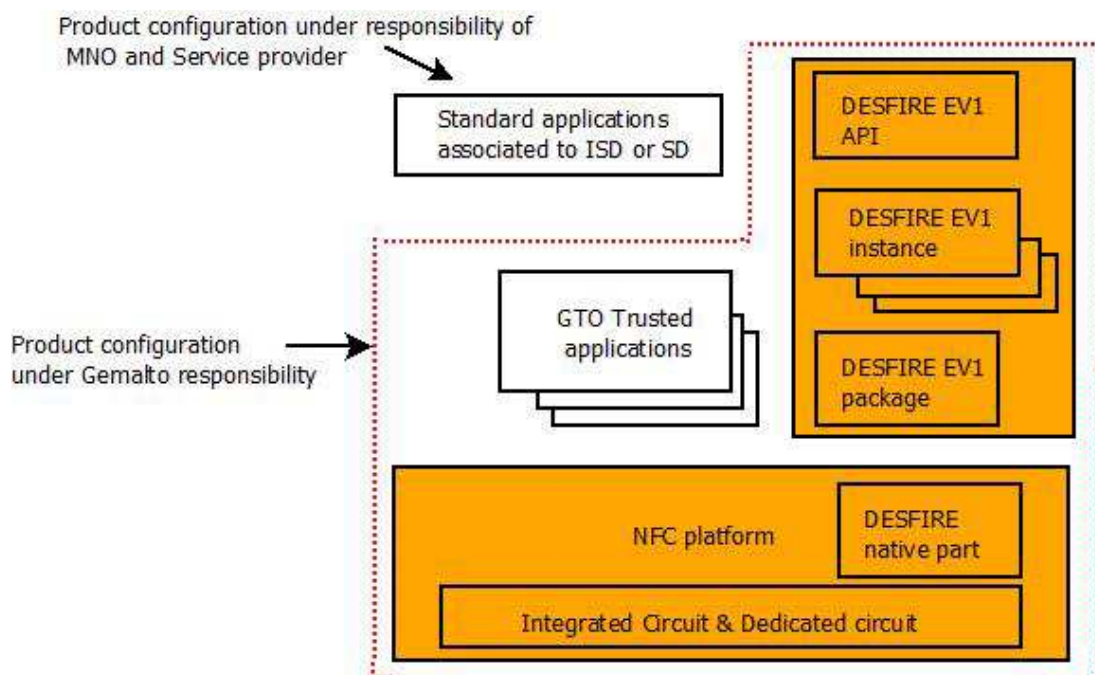 Product configuration under responsibility of
MNO and Service provider
Standard applications
associated to ISD or SD
DESFIRE EV1
API
DESFIRE EV1
instance
GTO Trusted
applications
Product configuration
under Gemalto responsibility
DESFIRE EV1
package
NFC platform
DESFIRE
native part
Integrated Circuit & Dedicated circuit